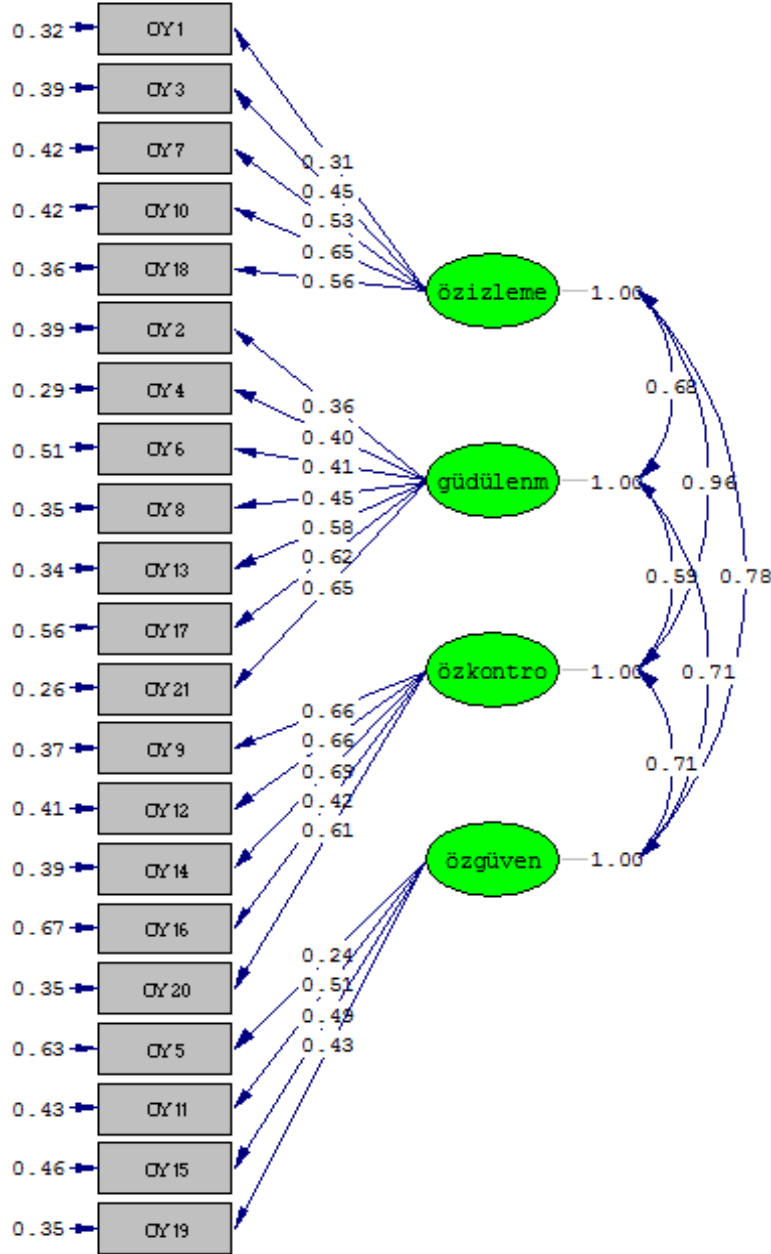 0.32 OY1
0.39 OY3
0.42 OY7
0.31
0.45
0.42 OY10
0.53
0.65
0.36 OY18
0.56
özizleme 1.00
0.39 OY2
0.29 OY4
0.68
0.36
0.40
0.51 OY6
0.41
güdülenm 1.00 0.96
0.35 OY8
0.45
0.58
0.34 OY13
0.62
0.59 0.78
0.65
0.56 OY17
0.26 OY21
özkontro 1.00 0.71
0.66
0.37 OY9
0.66
0.69
0.71
0.41 OY12
0.42
0.61
0.39 OY14
özgüven 1.00
0.67 OY16
0.24
0.35 OY20
0.51
0.49
0.63 OY5
0.43
0.43 OY11
0.46 OY15
0.35 OY19